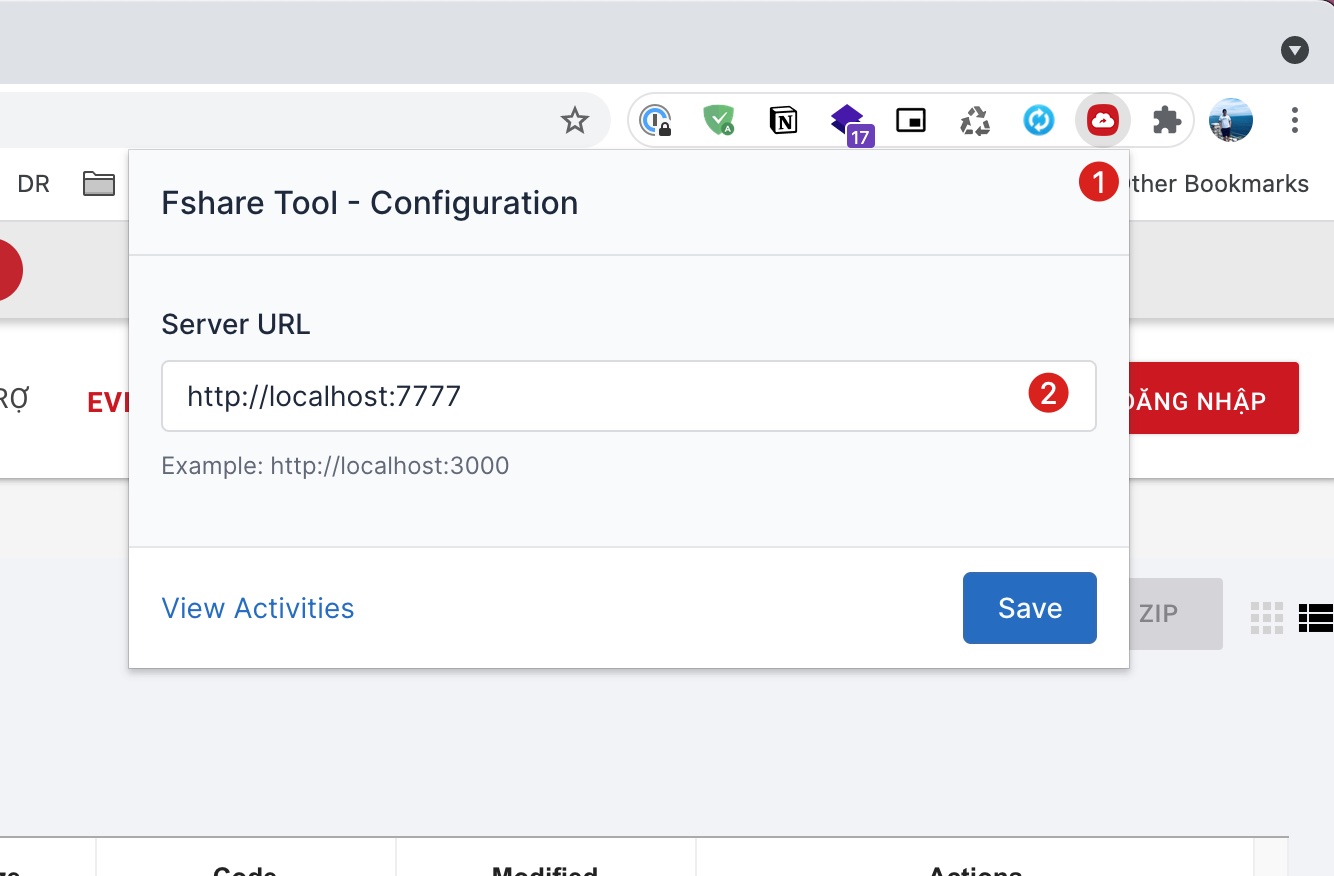 17
DR
Fshare Tool - Configuration
1
ther Bookmarks
Server URL
http://localhost:7777
2
RỢ
EVE
ĐĂNG NHẬP
Example: http://localhost:3000
View Activities
Save
ZIP
Code
Modified
Actions